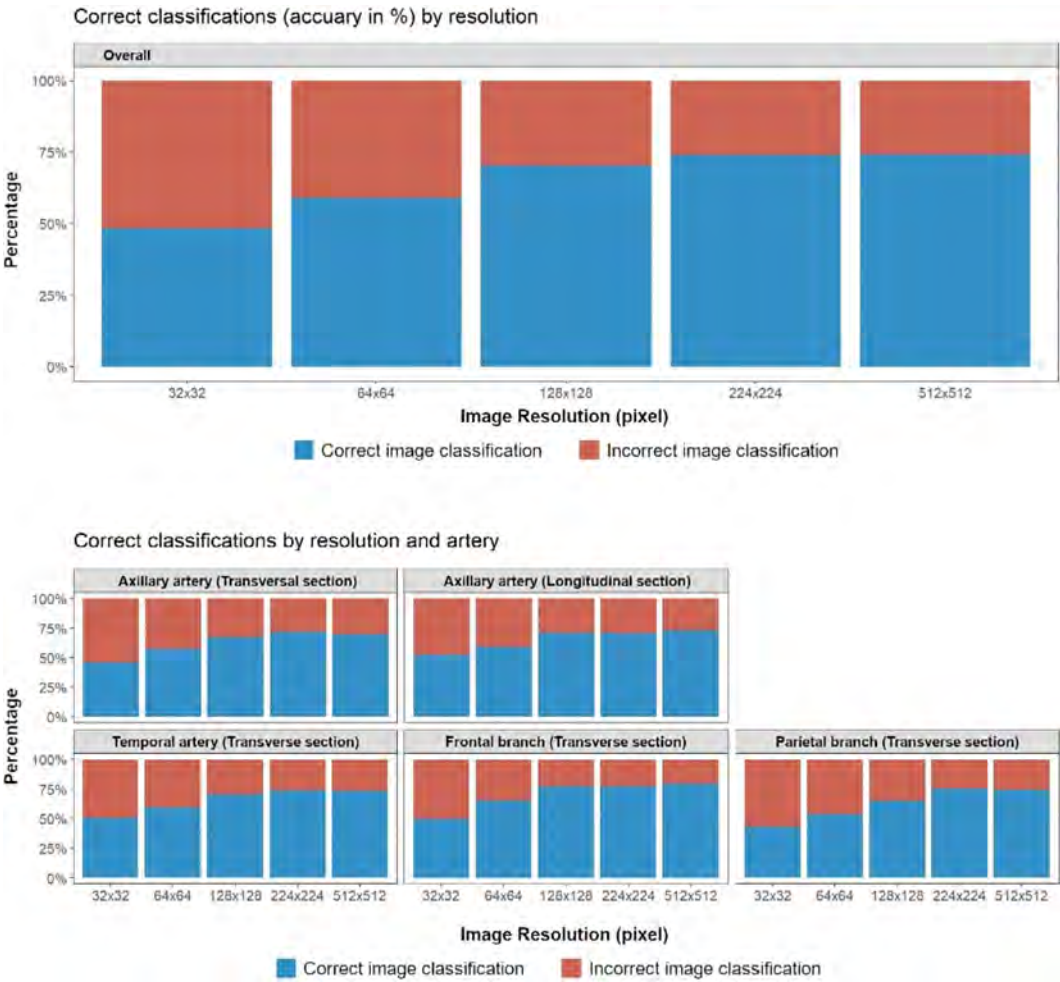 Correct classifications (accuary in %) by resolution
Overall
100%
75%
50%
25%
0%
Percentage
32x32 64x64 128x128 224x224 512x512
Image Resolution (pixel)
Correct image classification Incorrect image classification
Correct classifications by resolution and artery
Axillary artery (Transversal section) Axillary artery (Longitudinal section)
100%
75%
50%
25%
0%
Percentage
Temporal artery (Transverse section) Frontal branch (Transverse section) Parietal branch (Transverse section)
100%
75%
50%
25%
0%
32x32 64x64 128x128 224x224 512x512 32x32 64x64 128x128 224x224 512x512 32x32 64x64 128x128 224x224 512x512
Image Resolution (pixel)
Correct image classification Incorrect image classification